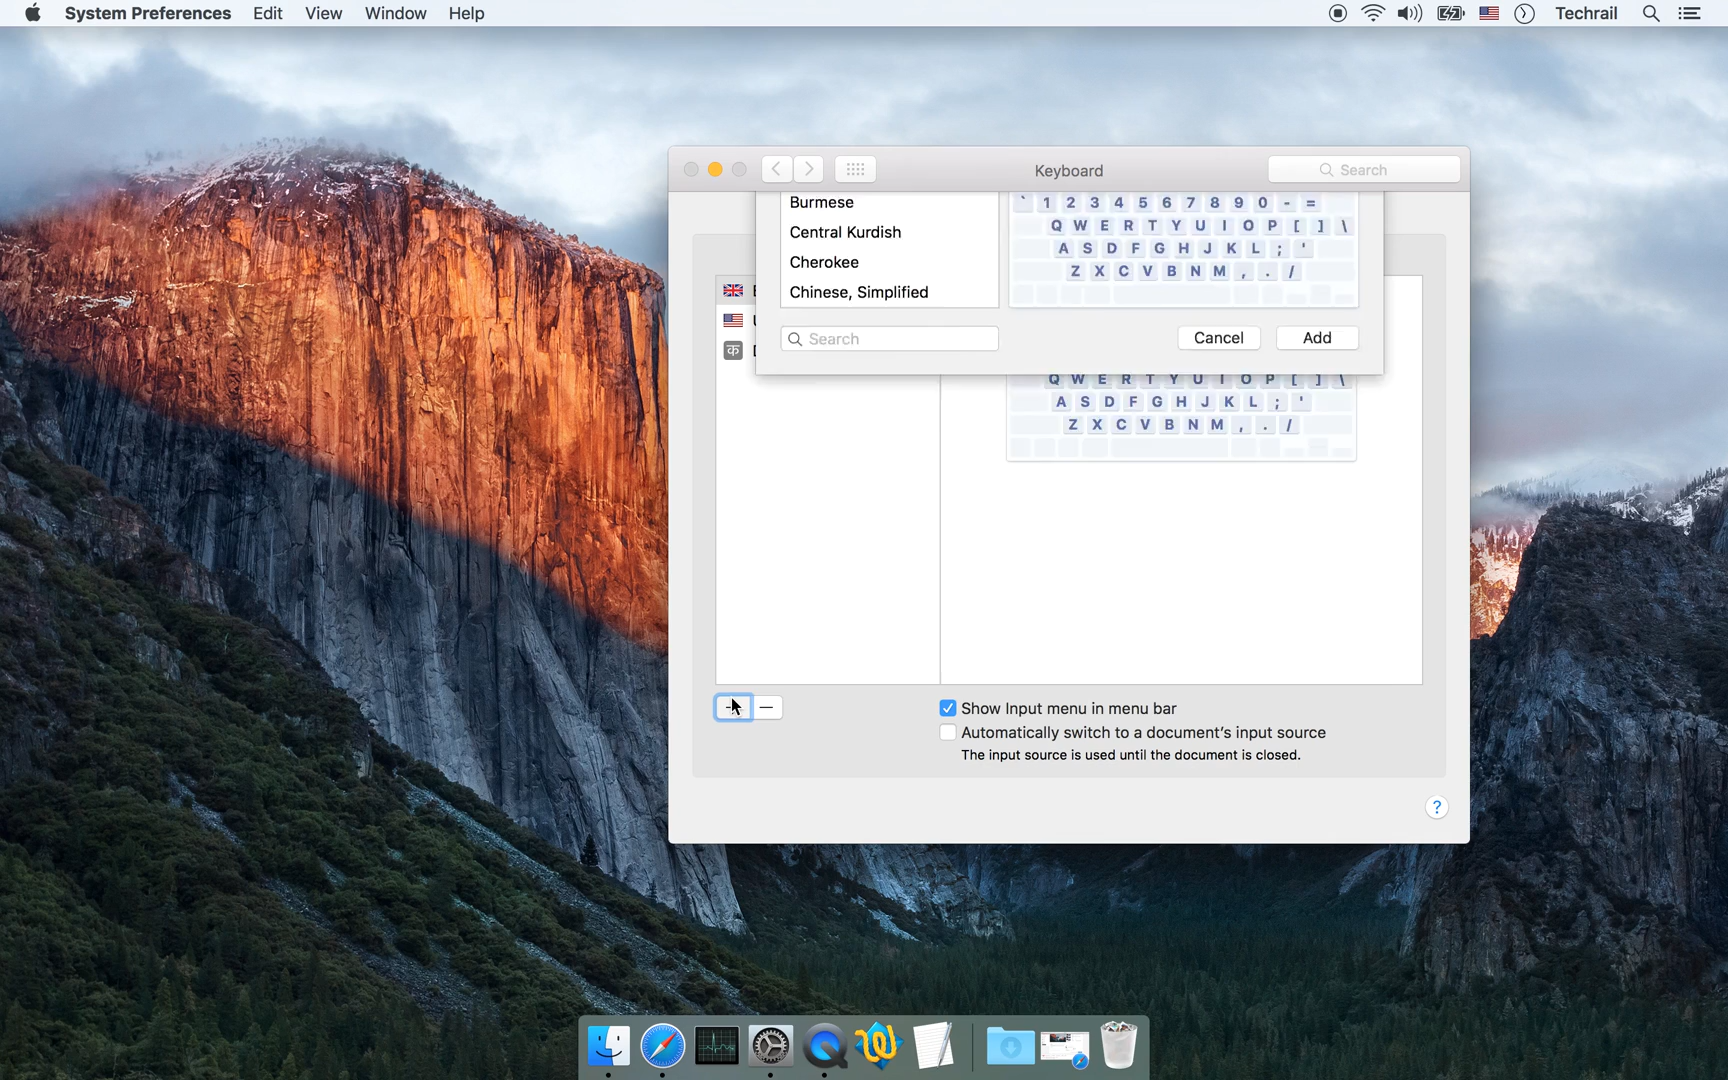 System Preferences Edit View Window Help Techrail
Keyboard Search
Burmese
Central Kurdish
Cherokee
Chinese, Simplified
` 1 2 3 4 5 6 7 8 9 0 - =
Q W E R T Y U I O P [ ] \
A S D F G H J K L ; '
Z X C V B N M , . /
Search Cancel Add
क
Q W E R T Y U I O P [ ] \
A S D F G H J K L ; '
Z X C V B N M , . /
Show Input menu in menu bar
Automatically switch to a document's input source
The input source is used until the document is closed.
?